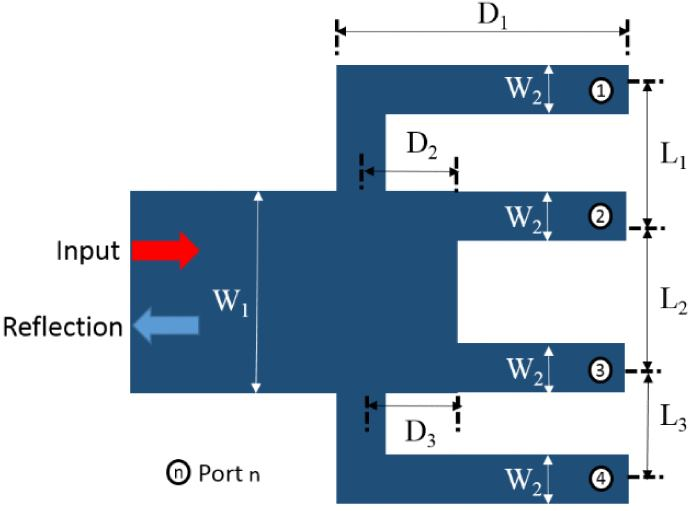 D₁
W₂ ①
D₂
L₁
W₂ ②
Input
W₁
L₂
Reflection
W₂ ③
D₃
L₃
ⓝ Port n
W₂ ④